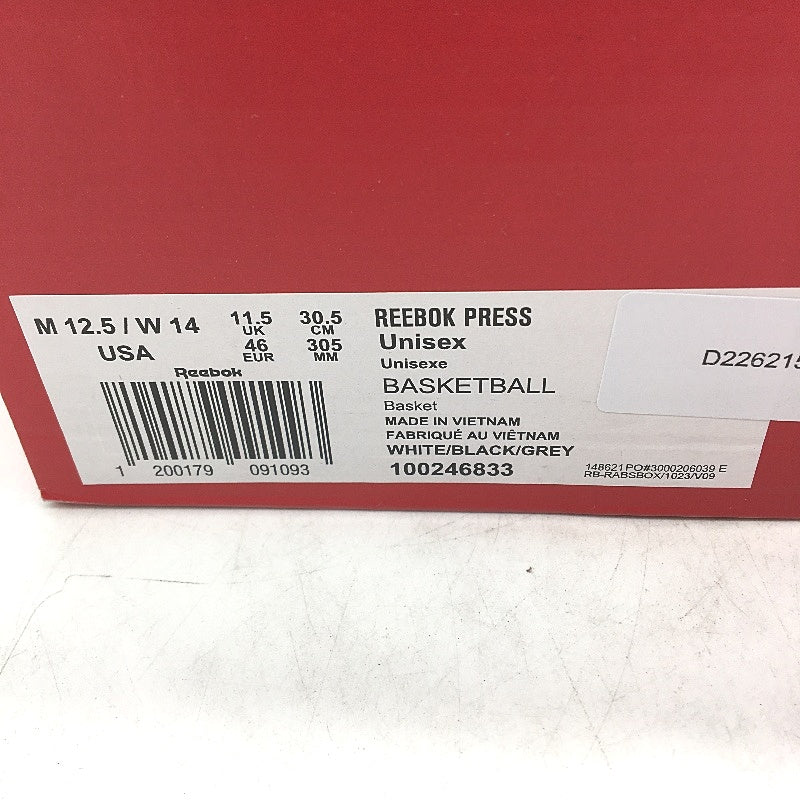 M 12.5 / W 14
USA
11.5
UK
46
EUR
30.5
CM
305
MM
Reebok
1 200179 091093
REEBOK PRESS
Unisex
Unisexe
BASKETBALL
Basket
MADE IN VIETNAM
FABRIQUÉ AU VIÊTNAM
WHITE/BLACK/GREY
100246833
148621PO#3000206039 E
RB-RABSBOX/1023/V09
D226215